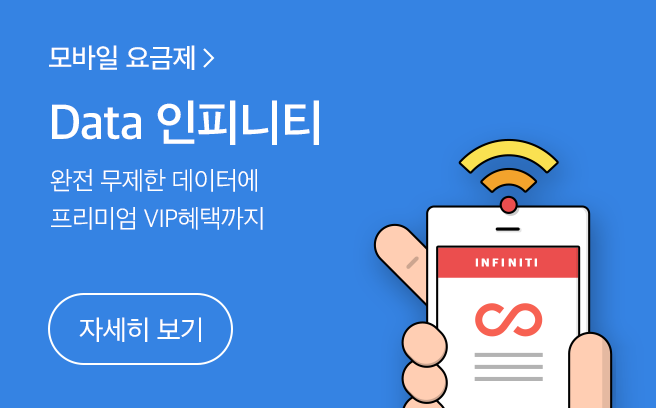 모바일 요금제 >
Data 인피니티
완전 무제한 데이터에
프리미엄 VIP혜택까지
자세히 보기
INFINITI